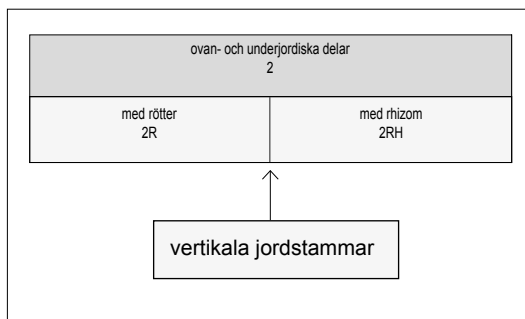 ovan- och underjordiska delar
2
med rötter
2R
med rhizom
2RH
vertikala jordstammar